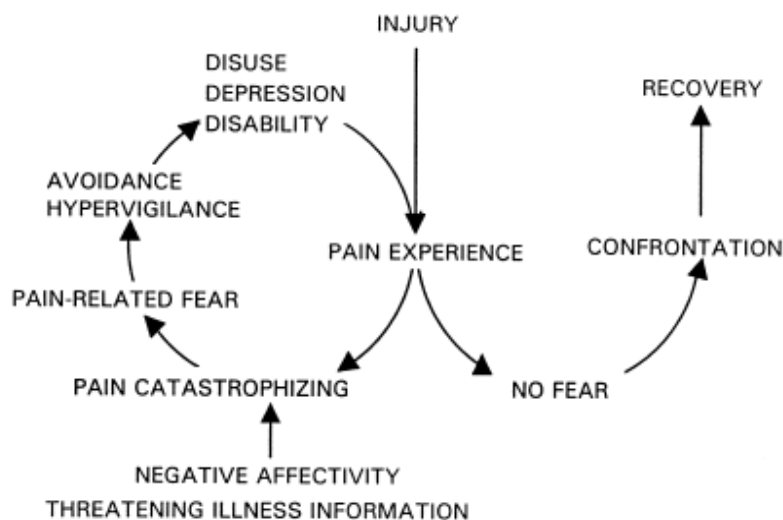 INJURY
DISUSE
DEPRESSION
DISABILITY
RECOVERY
AVOIDANCE
HYPERVIGILANCE
PAIN EXPERIENCE
CONFRONTATION
PAIN-RELATED FEAR
PAIN CATASTROPHIZING
NO FEAR
NEGATIVE AFFECTIVITY
THREATENING ILLNESS INFORMATION